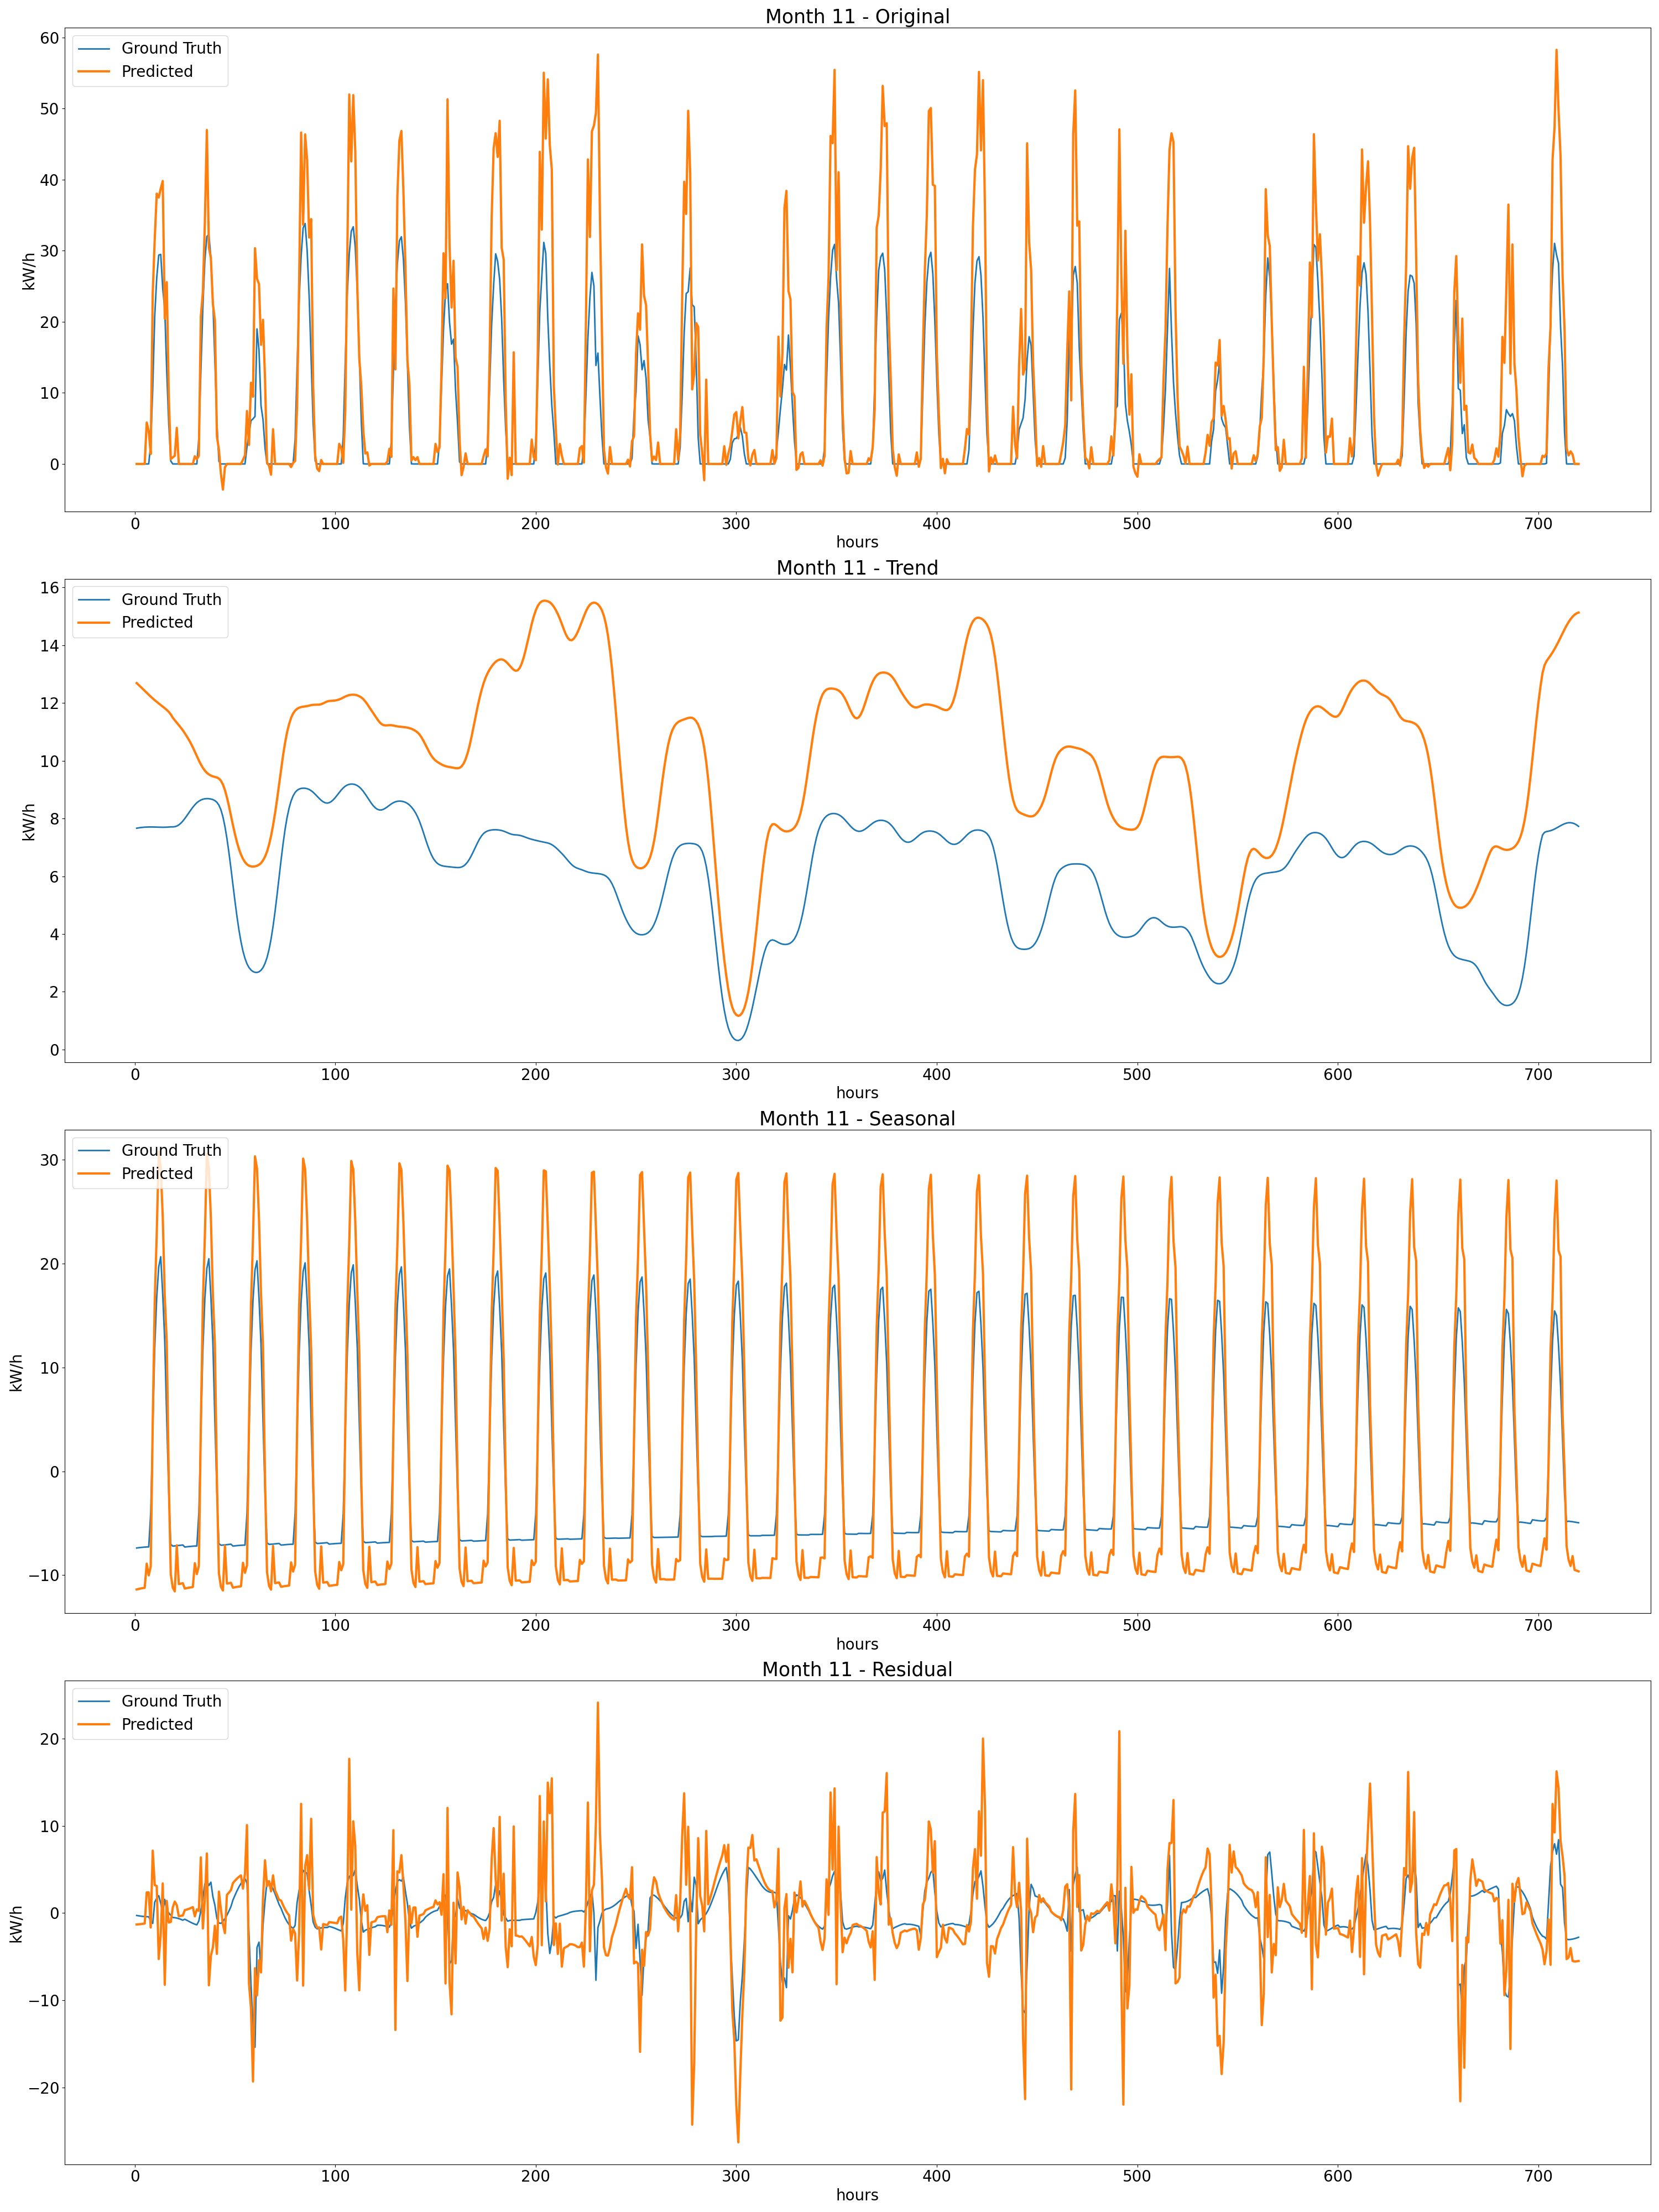 Month 11 - Original
Ground Truth
Predicted
60
50
40
30
20
10
0
kW/h
0 100 200 300 400 500 600 700
hours
Month 11 - Trend
Ground Truth
Predicted
16
14
12
10
8
6
4
2
0
kW/h
0 100 200 300 400 500 600 700
hours
Month 11 - Seasonal
Ground Truth
Predicted
30
20
10
0
−10
kW/h
0 100 200 300 400 500 600 700
hours
Month 11 - Residual
Ground Truth
Predicted
20
10
0
−10
−20
kW/h
0 100 200 300 400 500 600 700
hours